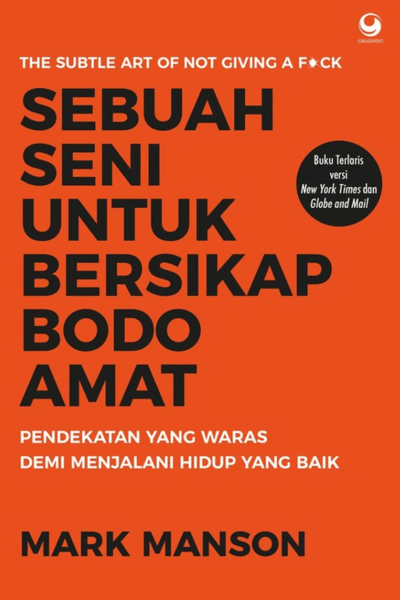 GRASINDO
THE SUBTLE ART OF NOT GIVING A F*CK
SEBUAH
SENI
UNTUK
BERSIKAP
BODO
AMAT
Buku Terlaris
versi
New York Times dan
Globe and Mail
PENDEKATAN YANG WARAS
DEMI MENJALANI HIDUP YANG BAIK
MARK MANSON